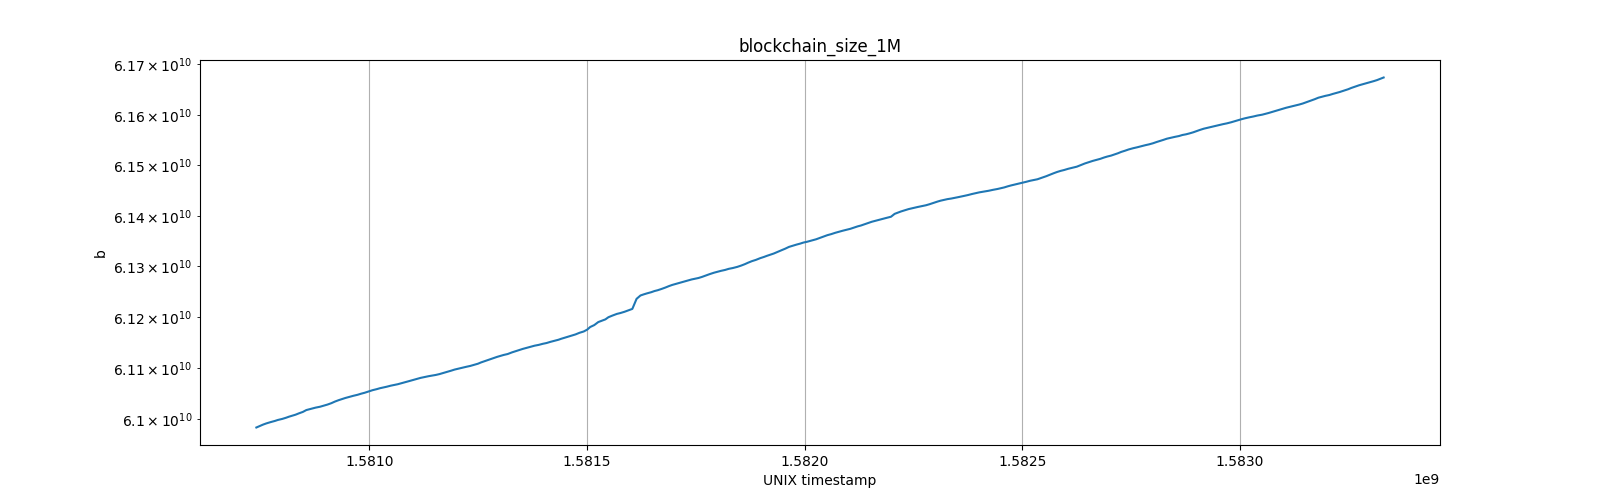 blockchain_size_1M
6.17 × 10¹⁰
6.16 × 10¹⁰
6.15 × 10¹⁰
6.14 × 10¹⁰
6.13 × 10¹⁰
6.12 × 10¹⁰
6.11 × 10¹⁰
6.1 × 10¹⁰
b
1.5810 1.5815 1.5820 1.5825 1.5830
UNIX timestamp
1e9